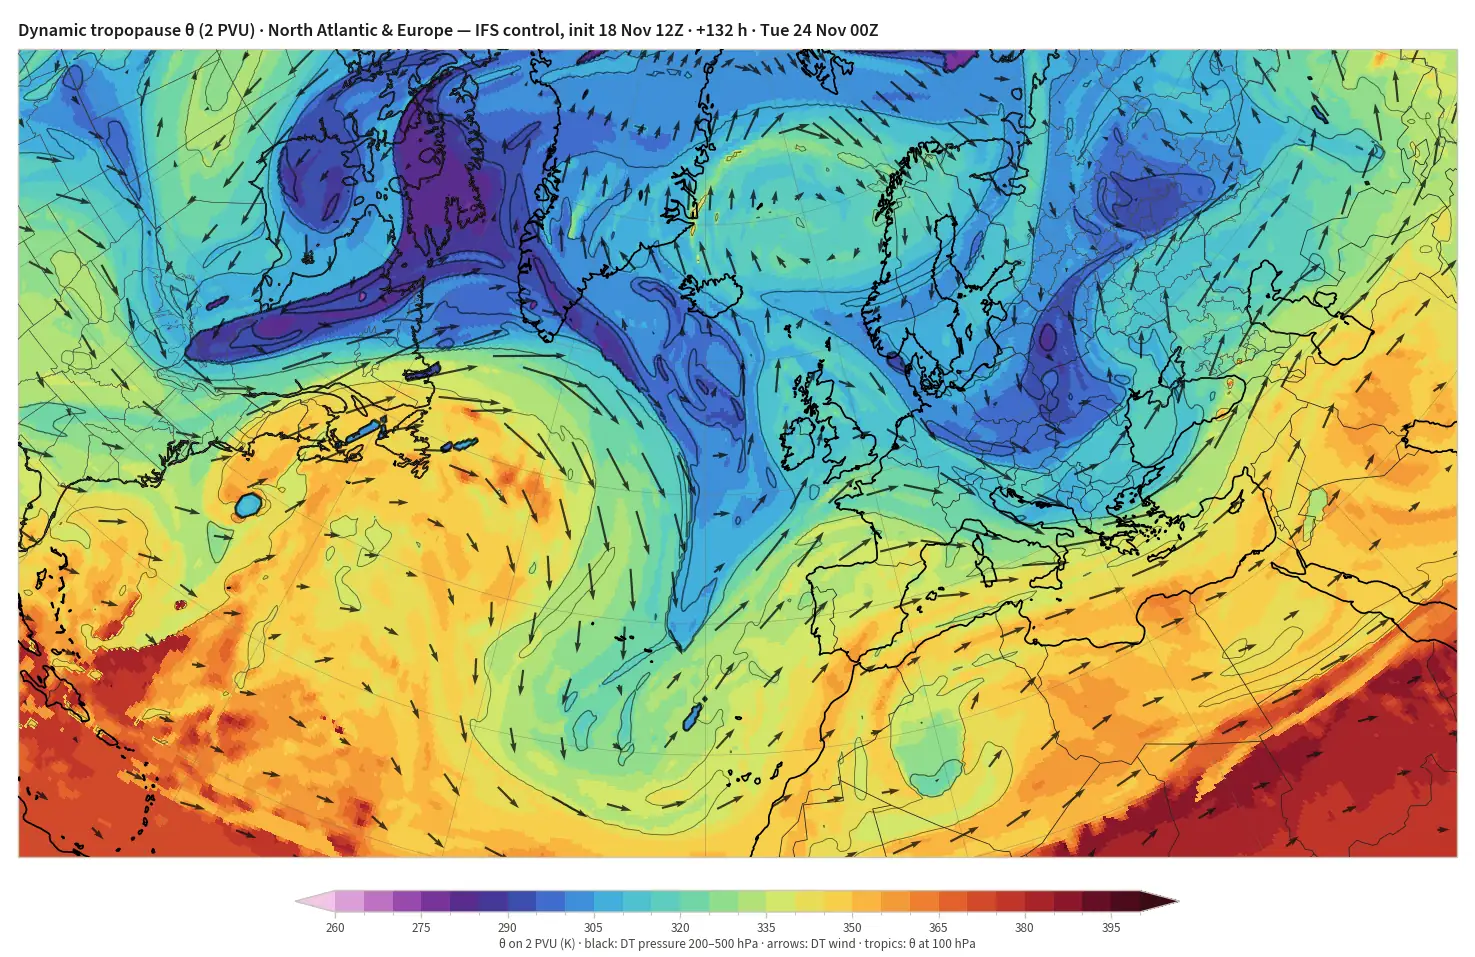 Dynamic tropopause θ (2 PVU) · North Atlantic & Europe — IFS control, init 18 Nov 12Z · +132 h · Tue 24 Nov 00Z
260 275 290 305 320 335 350 365 380 395
θ on 2 PVU (K) · black: DT pressure 200–500 hPa · arrows: DT wind · tropics: θ at 100 hPa